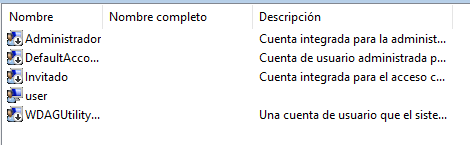 Nombre Nombre completo Descripción
Administrador Cuenta integrada para la administ...
DefaultAcco... Cuenta de usuario administrada p...
Invitado Cuenta integrada para el acceso c...
user
WDAGUtility... Una cuenta de usuario que el siste...